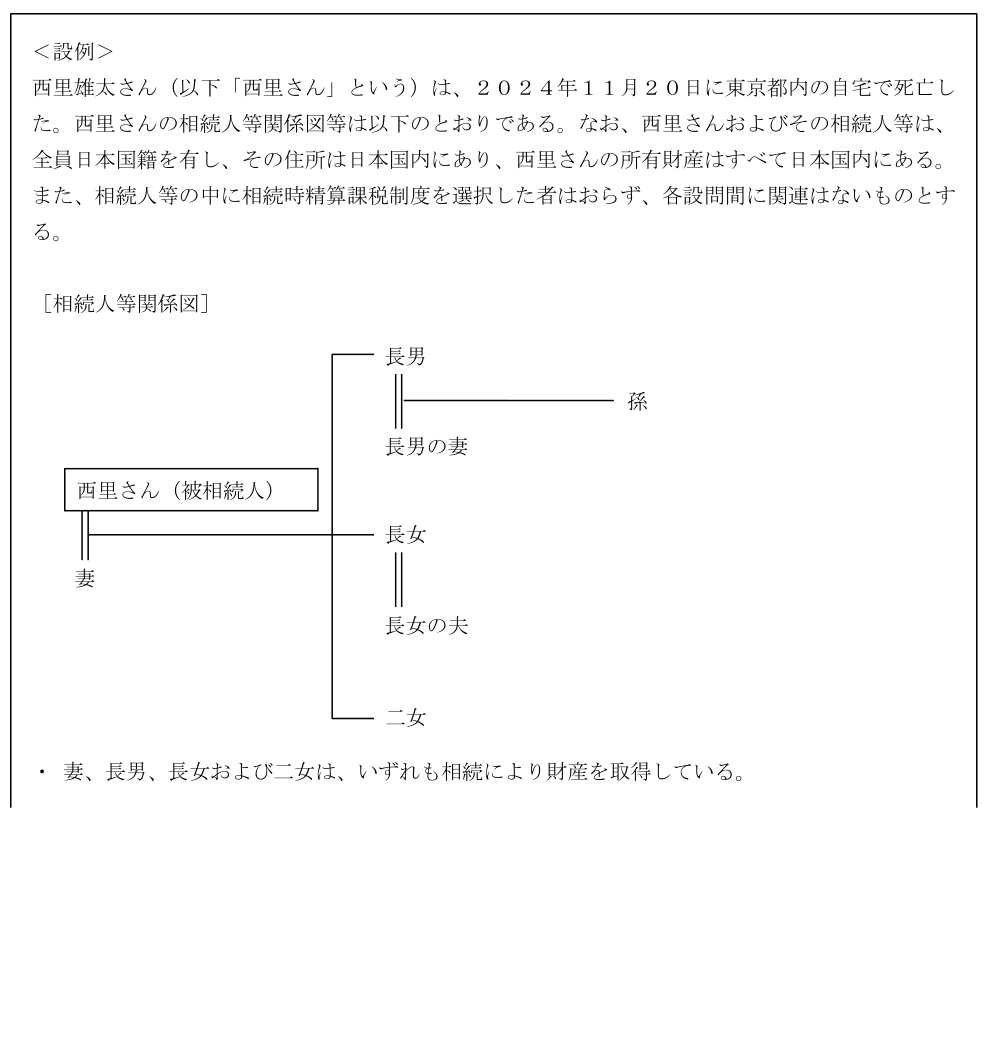 ＜設例＞
西里雄太さん（以下「西里さん」という）は、２０２４年１１月２０日に東京都内の自宅で死亡し
た。西里さんの相続人等関係図等は以下のとおりである。なお、西里さんおよびその相続人等は、
全員日本国籍を有し、その住所は日本国内にあり、西里さんの所有財産はすべて日本国内にある。
また、相続人等の中に相続時精算課税制度を選択した者はおらず、各設問間に関連はないものとす
る。
［相続人等関係図］
長男
孫
長男の妻
西里さん（被相続人）
長女
妻
長女の夫
二女
・ 妻、長男、長女および二女は、いずれも相続により財産を取得している。